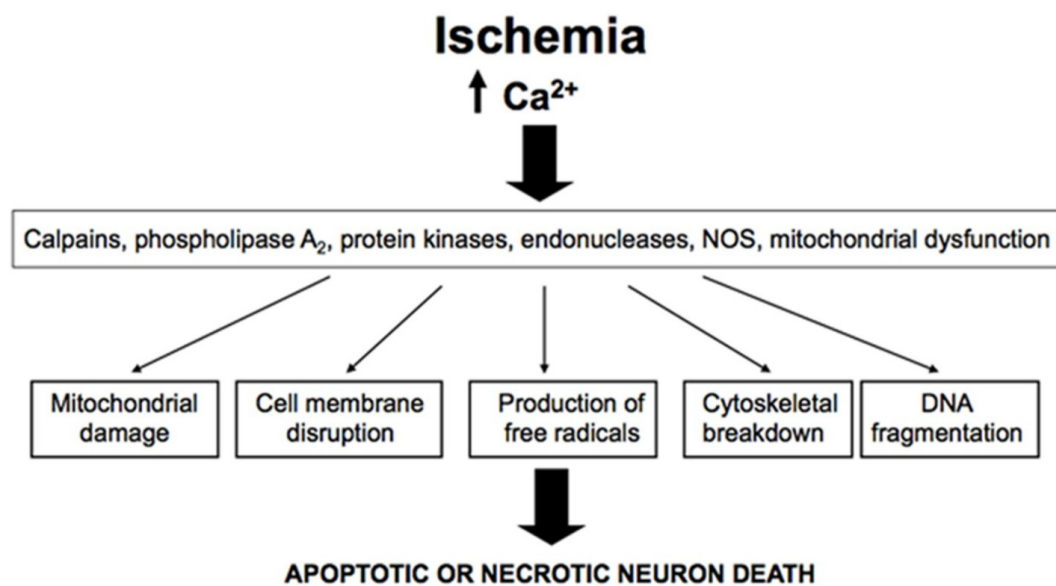 Ischemia
↑ Ca²⁺
Calpains, phospholipase A₂, protein kinases, endonucleases, NOS, mitochondrial dysfunction
Mitochondrial
damage
Cell membrane
disruption
Production of
free radicals
Cytoskeletal
breakdown
DNA
fragmentation
APOPTOTIC OR NECROTIC NEURON DEATH